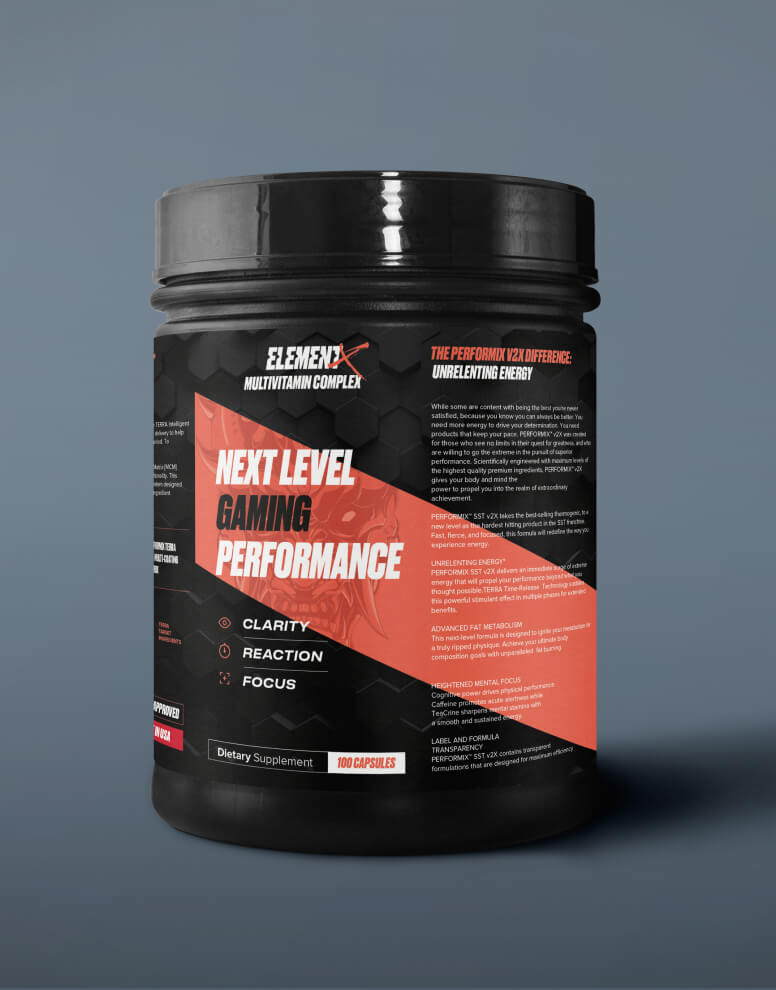 ELEMENTX
MULTIVITAMIN COMPLEX
NEXT LEVEL
GAMING
PERFORMANCE
CLARITY
REACTION
FOCUS
Dietary Supplement
100 CAPSULES
THE PERFORMIX V2X DIFFERENCE:
UNRELENTING ENERGY
While some are content with being the best you're never
satisfied, because you know you can always be better. You
need more energy to drive your determination. You need
products that keep your pace. PERFORMIX™ v2X was created
for those who see no limits in their quest for greatness, and who
are willing to go the extreme in the pursuit of superior
performance. Scientifically engineered with maximum levels of
the highest quality premium ingredients, PERFORMIX™ v2X
gives your body and mind the
power to propel you into the realm of extraordinary
achievement.
PERFORMIX™ SST v2X takes the best-selling thermogenic, to a
new level as the hardest hitting product in the SST franchise.
Fast, fierce, and focused, this formula will redefine the way you
experience energy.
UNRELENTING ENERGY*
PERFORMIX SST v2X delivers an immediate surge of extreme
energy that will propel your performance beyond what you
thought possible.TERRA Time-Release Technology
this powerful stimulant effect in multiple phases for extended
benefits.
ADVANCED FAT METABOLISM
This next-level formula is designed to ignite your metabolism for
a truly ripped physique. Achieve your ultimate body
composition goals with unparalleled fat burning.
HEIGHTENED MENTAL FOCUS
Cognitive power drives physical performance.
Caffeine promotes acute alertness while
TeaCrine sharpens mental stamina with
a smooth and sustained energy.
LABEL AND FORMULA
TRANSPARENCY
PERFORMIX™ SST v2X contains transparent
formulations that are designed for maximum efficiency.
TERRA Intelligent
delivery to help
TERRA
TARGET
INGREDIENTS
APPROVED
IN USA